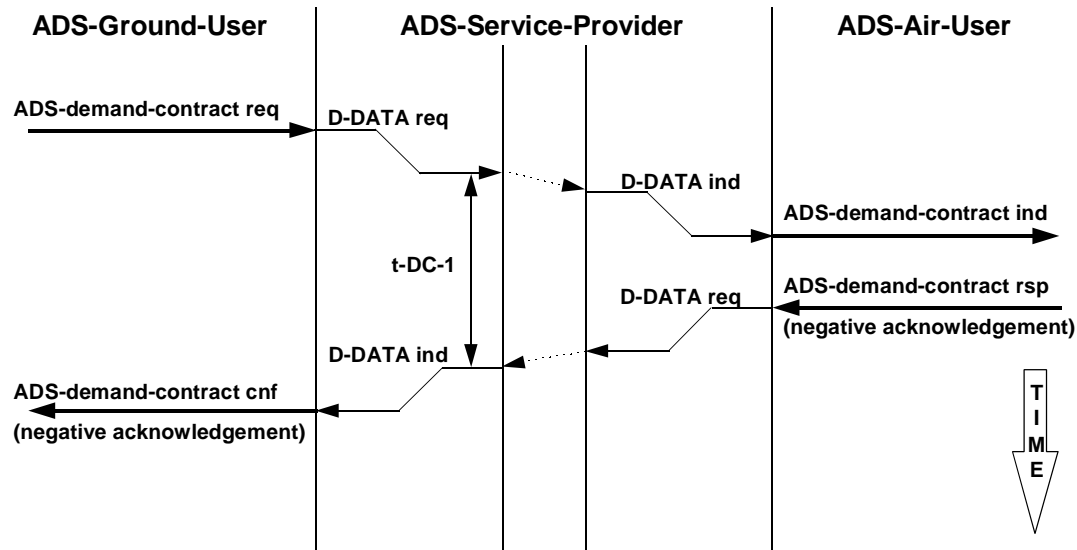 ADS-Ground-User
ADS-Service-Provider
ADS-Air-User
ADS-demand-contract req
D-DATA req
D-DATA ind
ADS-demand-contract ind
t-DC-1
D-DATA req
ADS-demand-contract rsp
(negative acknowledgement)
D-DATA ind
ADS-demand-contract cnf
(negative acknowledgement)
TIME